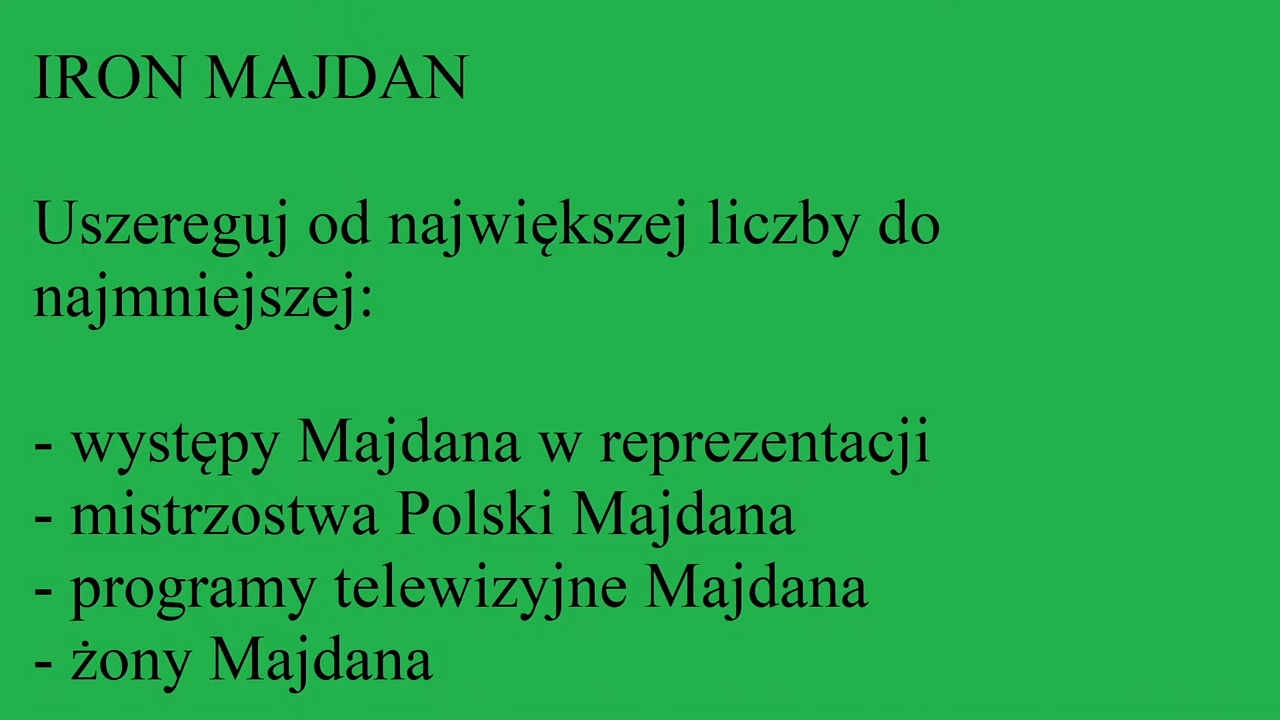 IRON MAJDAN
Uszereguj od największej liczby do
najmniejszej:
- występy Majdana w reprezentacji
- mistrzostwa Polski Majdana
- programy telewizyjne Majdana
- żony Majdana